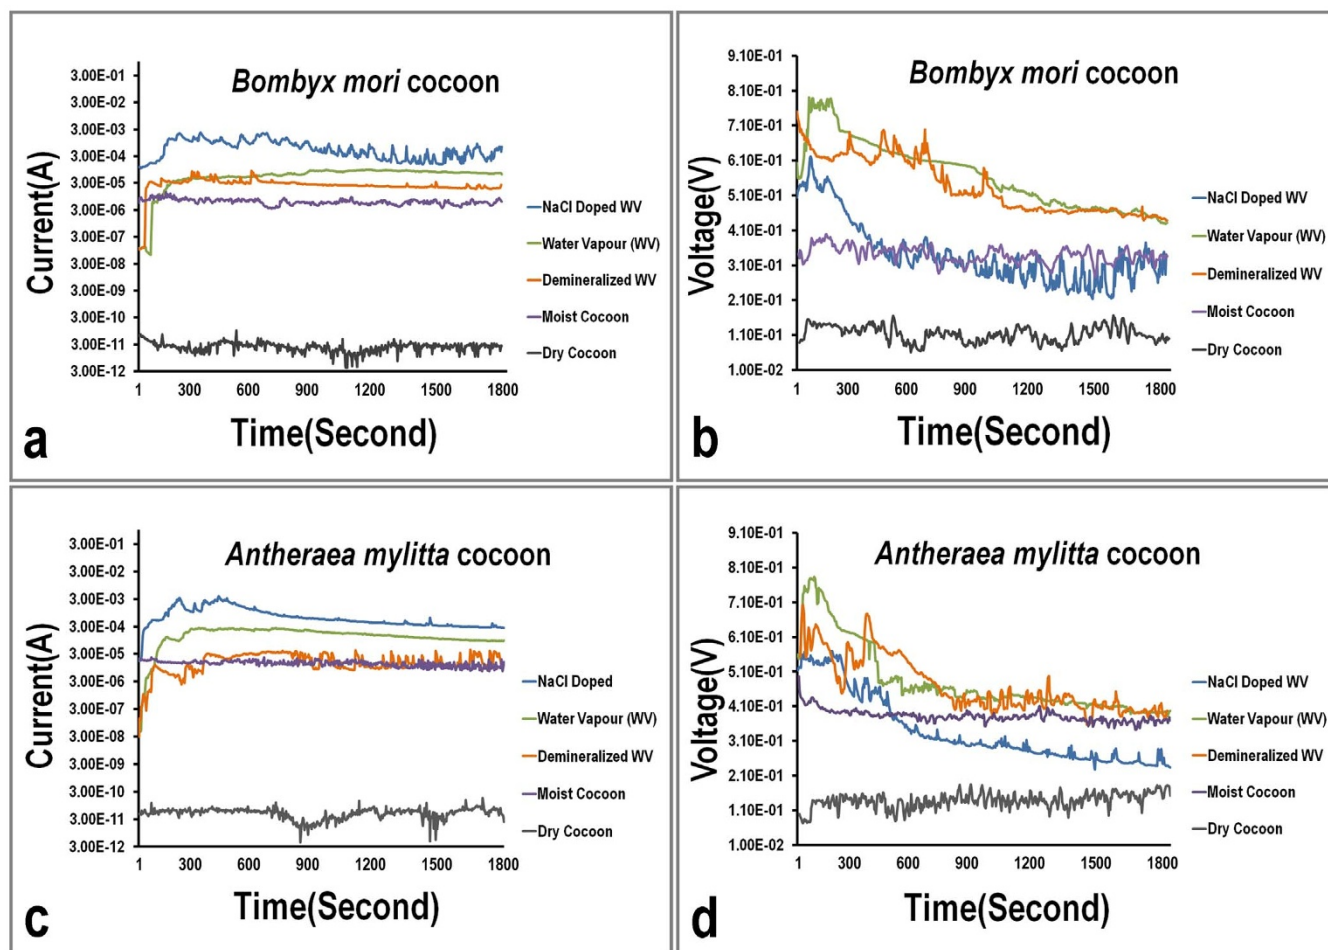 Bombyx mori cocoon
Current(A)
3.00E-01
3.00E-02
3.00E-03
3.00E-04
3.00E-05
3.00E-06
3.00E-07
3.00E-08
3.00E-09
3.00E-10
3.00E-11
3.00E-12
NaCl Doped WV
Water Vapour (WV)
Demineralized WV
Moist Cocoon
Dry Cocoon
1 300 600 900 1200 1500 1800
Time(Second)
a
Bombyx mori cocoon
Voltage(V)
9.10E-01
8.10E-01
7.10E-01
6.10E-01
5.10E-01
4.10E-01
3.10E-01
2.10E-01
1.10E-01
1.00E-02
NaCl Doped WV
Water Vapour (WV)
Demineralized WV
Moist Cocoon
Dry Cocoon
1 300 600 900 1200 1500 1800
Time(Second)
b
Antheraea mylitta cocoon
Current(A)
3.00E-01
3.00E-02
3.00E-03
3.00E-04
3.00E-05
3.00E-06
3.00E-07
3.00E-08
3.00E-09
3.00E-10
3.00E-11
3.00E-12
NaCl Doped
Water Vapour (WV)
Demineralized WV
Moist Cocoon
Dry Cocoon
1 300 600 900 1200 1500 1800
Time(Second)
c
Antheraea mylitta cocoon
Voltage(V)
9.10E-01
8.10E-01
7.10E-01
6.10E-01
5.10E-01
4.10E-01
3.10E-01
2.10E-01
1.10E-01
1.00E-02
NaCl Doped WV
Water Vapour (WV)
Demineralized WV
Moist Cocoon
Dry Cocoon
1 300 600 900 1200 1500 1800
Time(Second)
d